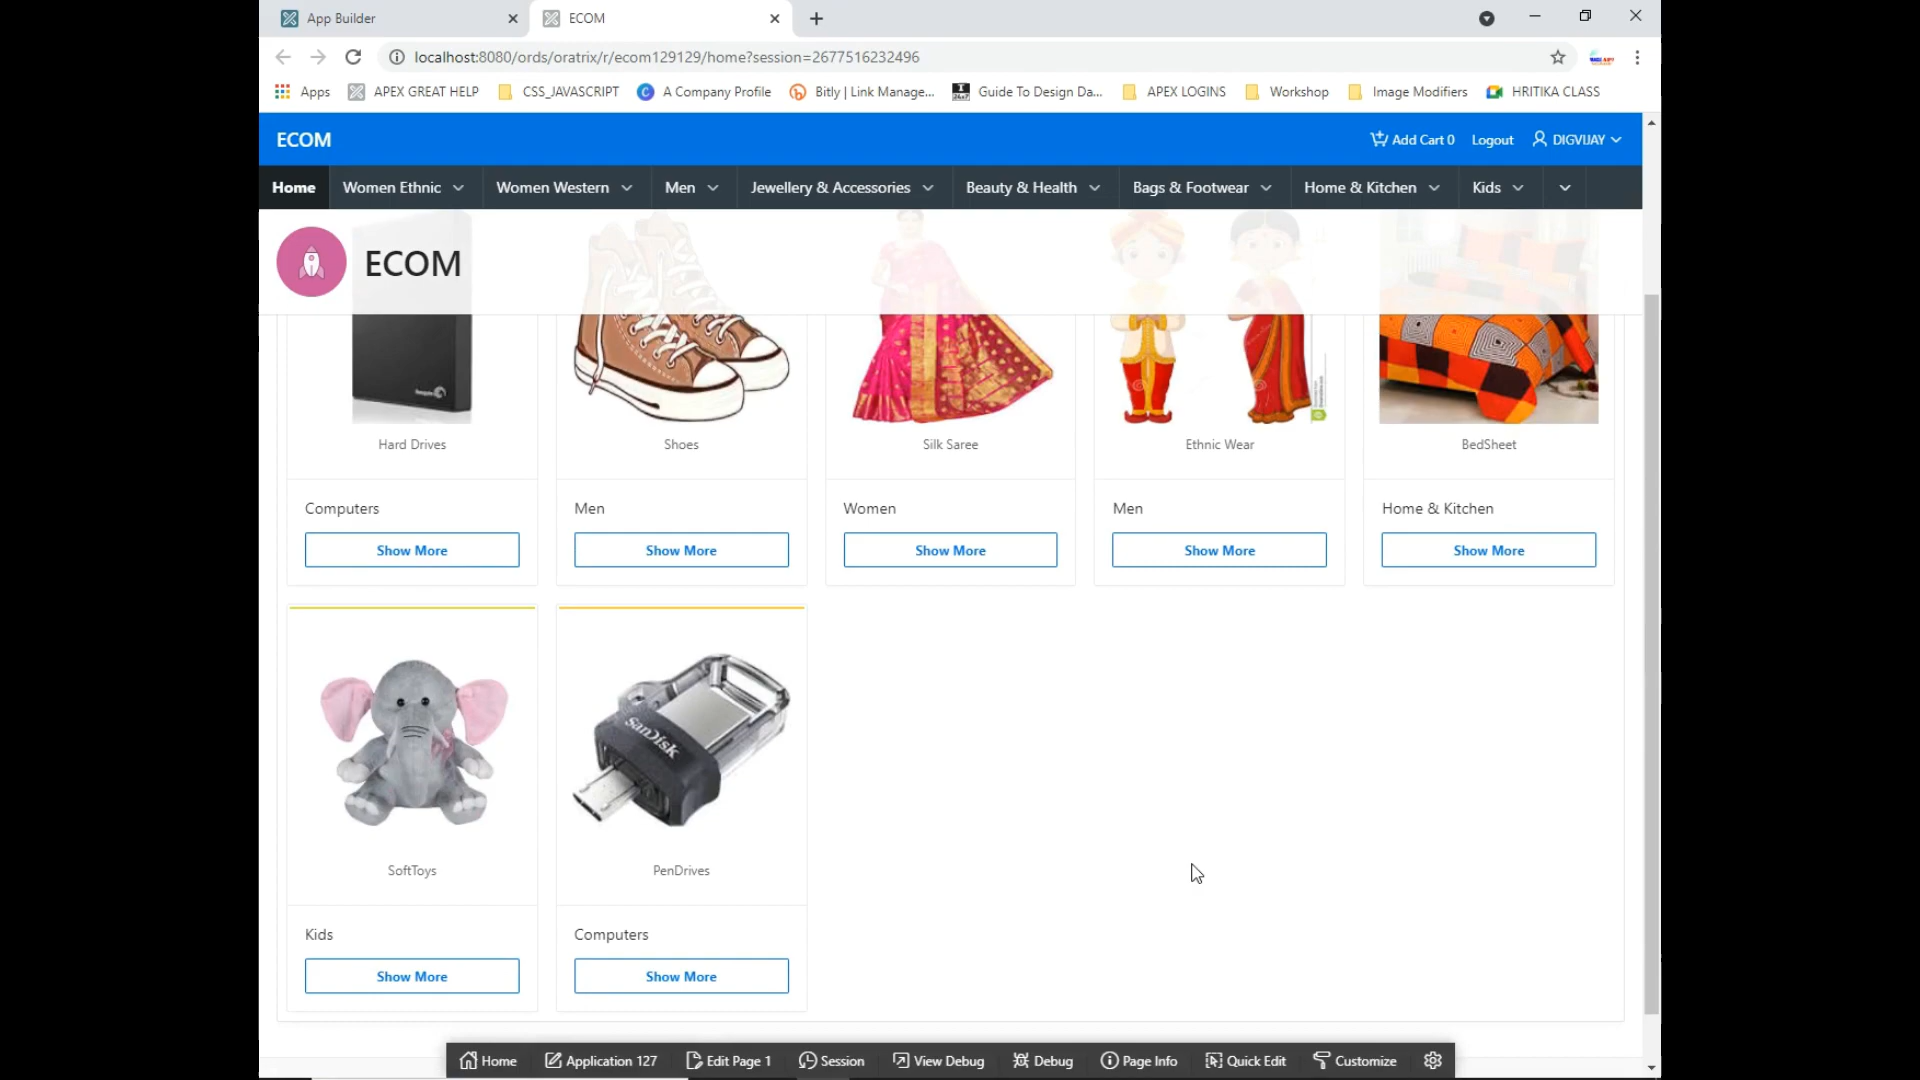 App Builder
ECOM
localhost:8080/ords/oratrix/r/ecom129129/home?session=2677516232496
Apps
APEX GREAT HELP
CSS_JAVASCRIPT
A Company Profile
Bitly | Link Manage...
Guide To Design Da...
APEX LOGINS
Workshop
Image Modifiers
HRITIKA CLASS
ECOM
Add Cart 0
Logout
DIGVIJAY
Home
Women Ethnic
Women Western
Men
Jewellery & Accessories
Beauty & Health
Bags & Footwear
Home & Kitchen
Kids
ECOM
Hard Drives
Shoes
Silk Saree
Ethnic Wear
BedSheet
Computers
Men
Women
Men
Home & Kitchen
Show More
Show More
Show More
Show More
Show More
SanDisk
SoftToys
PenDrives
Kids
Computers
Show More
Show More
Home
Application 127
Edit Page 1
Session
View Debug
Debug
Page Info
Quick Edit
Customize